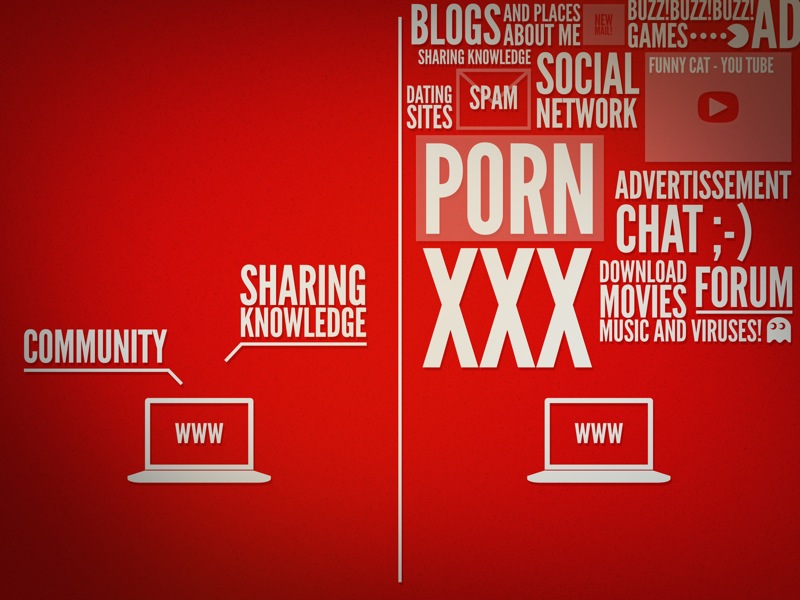 SHARING
KNOWLEDGE
COMMUNITY
WWW
BLOGS
AND PLACES
ABOUT ME
NEW
MAIL!
BUZZ!BUZZ!BUZZ!
GAMES
AD
SHARING KNOWLEDGE
DATING
SITES
SPAM
SOCIAL
NETWORK
FUNNY CAT - YOU TUBE
PORN
XXX
ADVERTISSEMENT
CHAT ;-)
DOWNLOAD
MOVIES
MUSIC AND VIRUSES!
FORUM
WWW